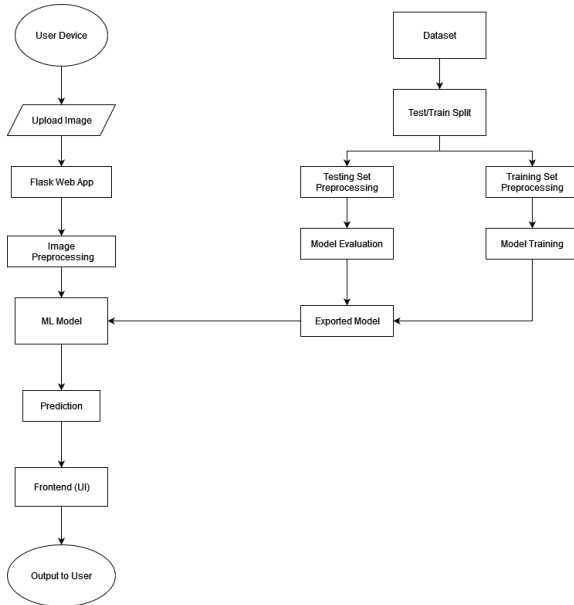 User Device
Upload Image
Flask Web App
Image
Preprocessing
ML Model
Prediction
Frontend (UI)
Output to User
Dataset
Test/Train Split
Testing Set
Preprocessing
Training Set
Preprocessing
Model Evaluation
Model Training
Exported Model